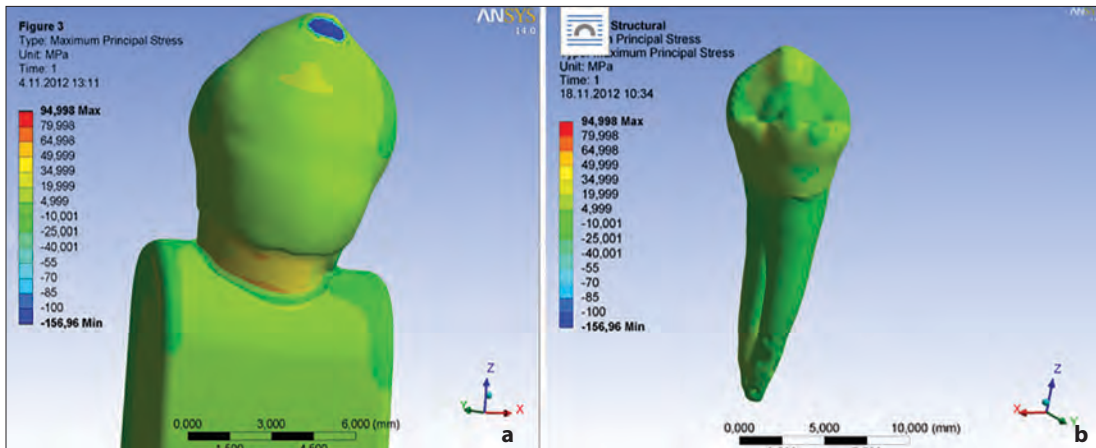 Figure 3
Type: Maximum Principal Stress
Unit: MPa
Time: 1
4.11.2012 13:11
94,998 Max
79,998
64,998
49,999
34,999
19,999
4,999
-10,001
-25,001
-40,001
-55
-70
-85
-100
-156,96 Min
ANSYS
14.0
Z
Y
X
0,000
3,000
6,000 (mm)
1,500
4,500
a
Structural
Principal Stress
Maximum Principal Stress
Unit: MPa
Time: 1
18.11.2012 10:34
94,998 Max
79,998
64,998
49,999
34,999
19,999
4,999
-10,001
-25,001
-40,001
-55
-70
-85
-100
-156,96 Min
Z
X
Y
0,000
5,000
10,000 (mm)
b